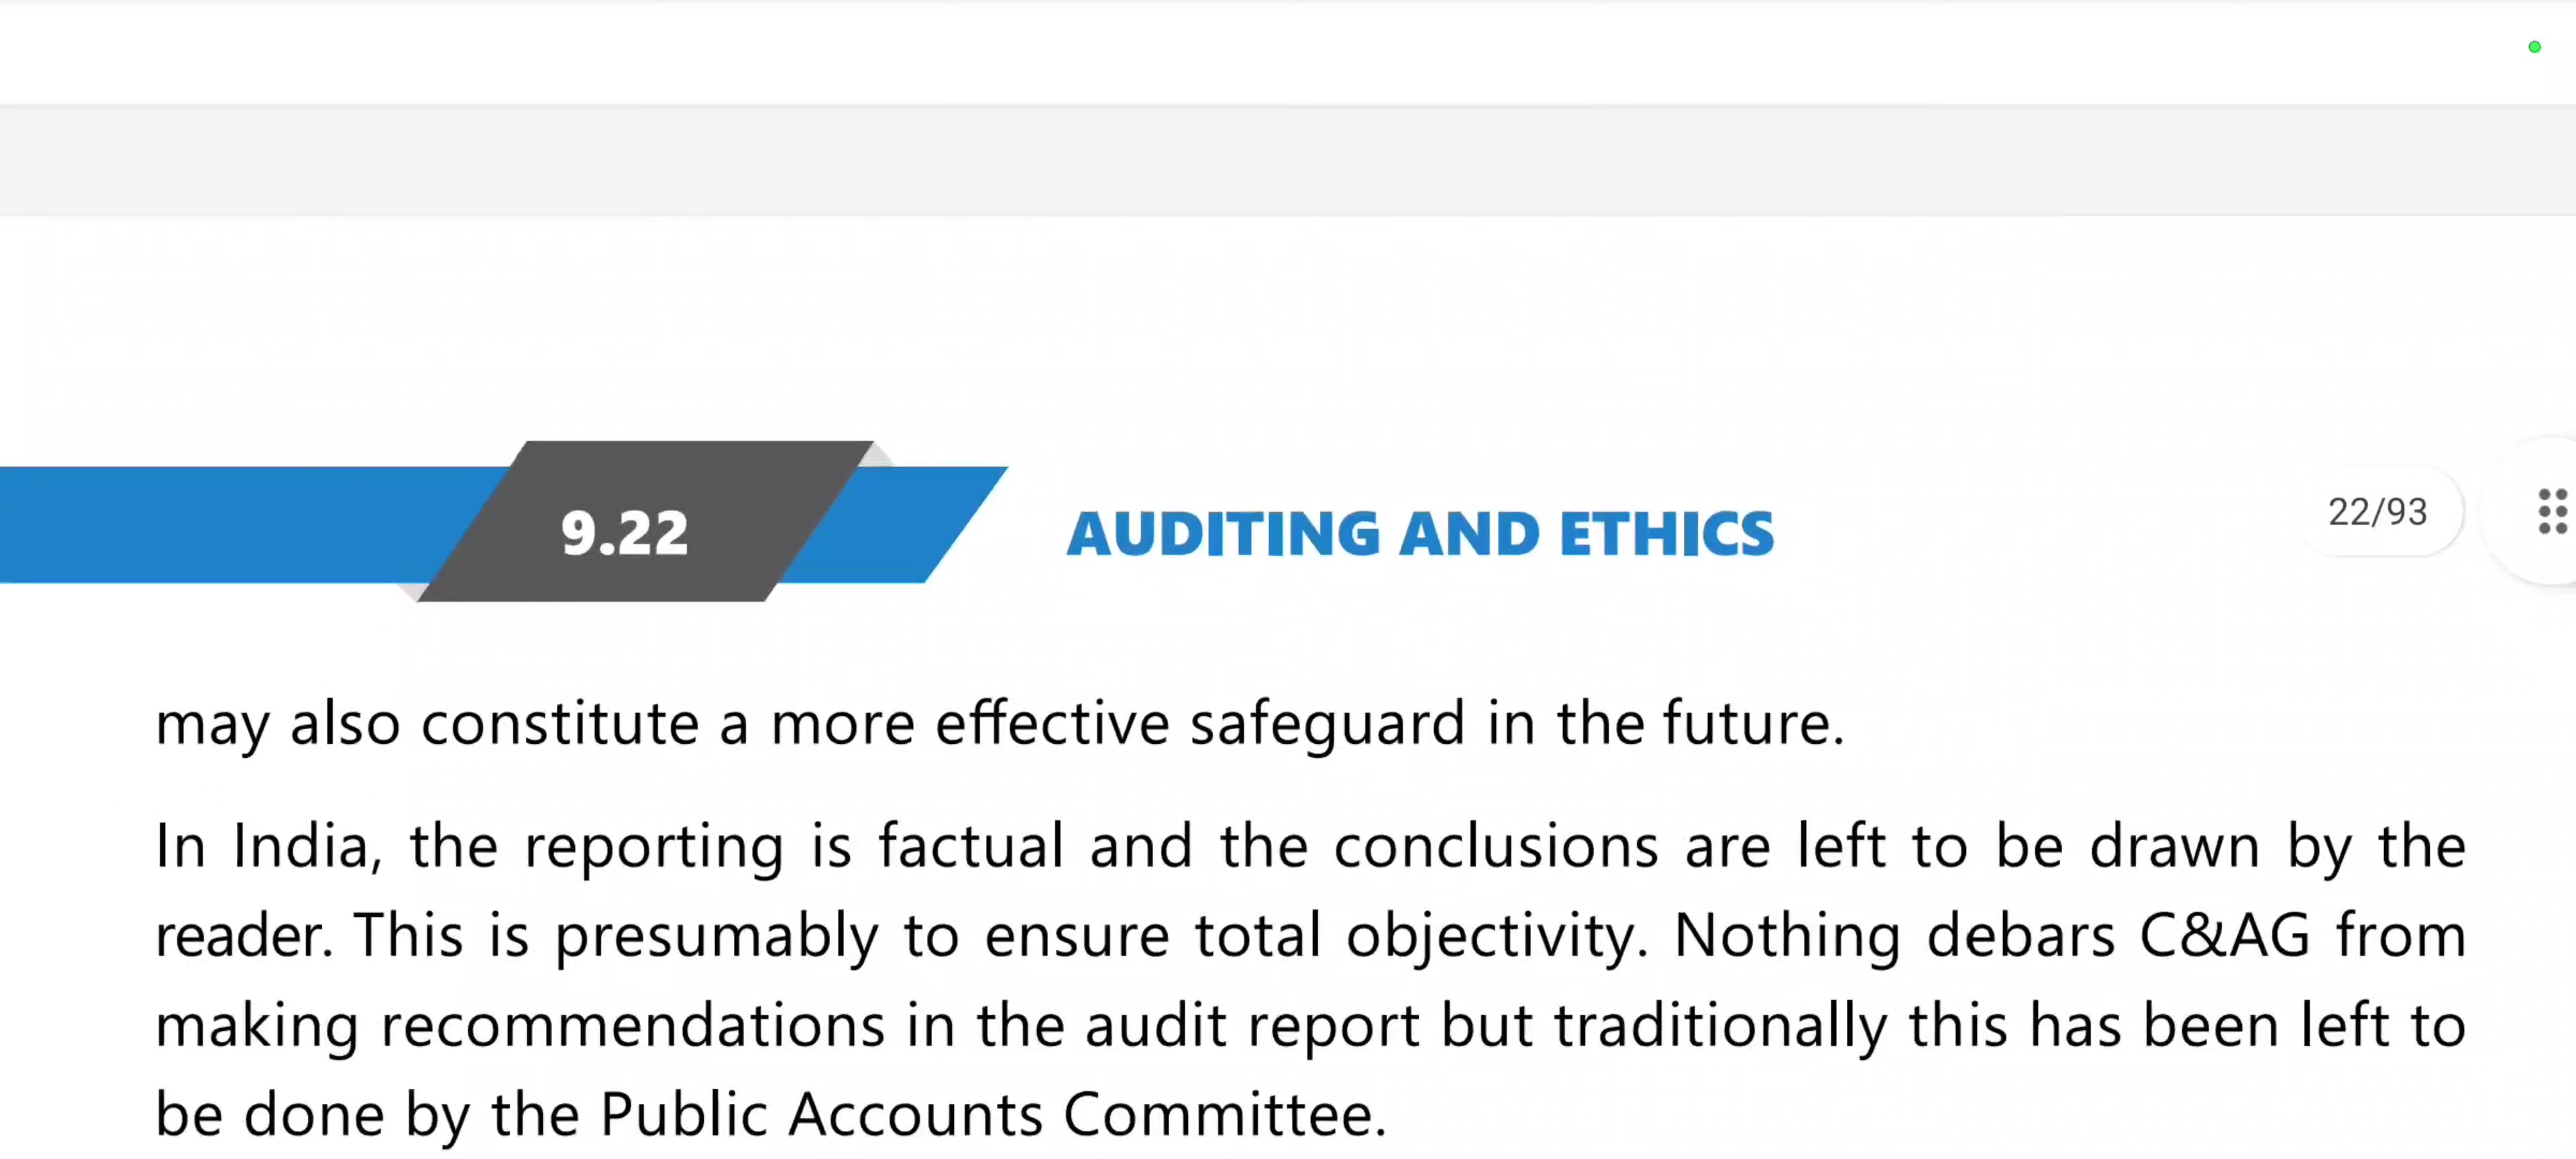 9.22
AUDITING AND ETHICS
22/93
may also constitute a more effective safeguard in the future.
In India, the reporting is factual and the conclusions are left to be drawn by the
reader. This is presumably to ensure total objectivity. Nothing debars C&AG from
making recommendations in the audit report but traditionally this has been left to
be done by the Public Accounts Committee.